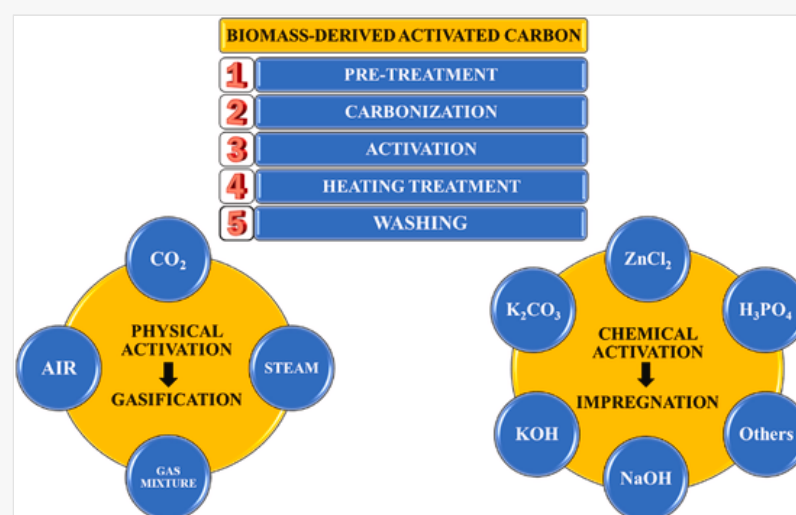 BIOMASS-DERIVED ACTIVATED CARBON
1 PRE-TREATMENT
2 CARBONIZATION
3 ACTIVATION
4 HEATING TREATMENT
5 WASHING
CO₂
AIR
PHYSICAL
ACTIVATION
GASIFICATION
STEAM
GAS
MIXTURE
ZnCl₂
K₂CO₃
H₃PO₄
CHEMICAL
ACTIVATION
IMPREGNATION
KOH
Others
NaOH